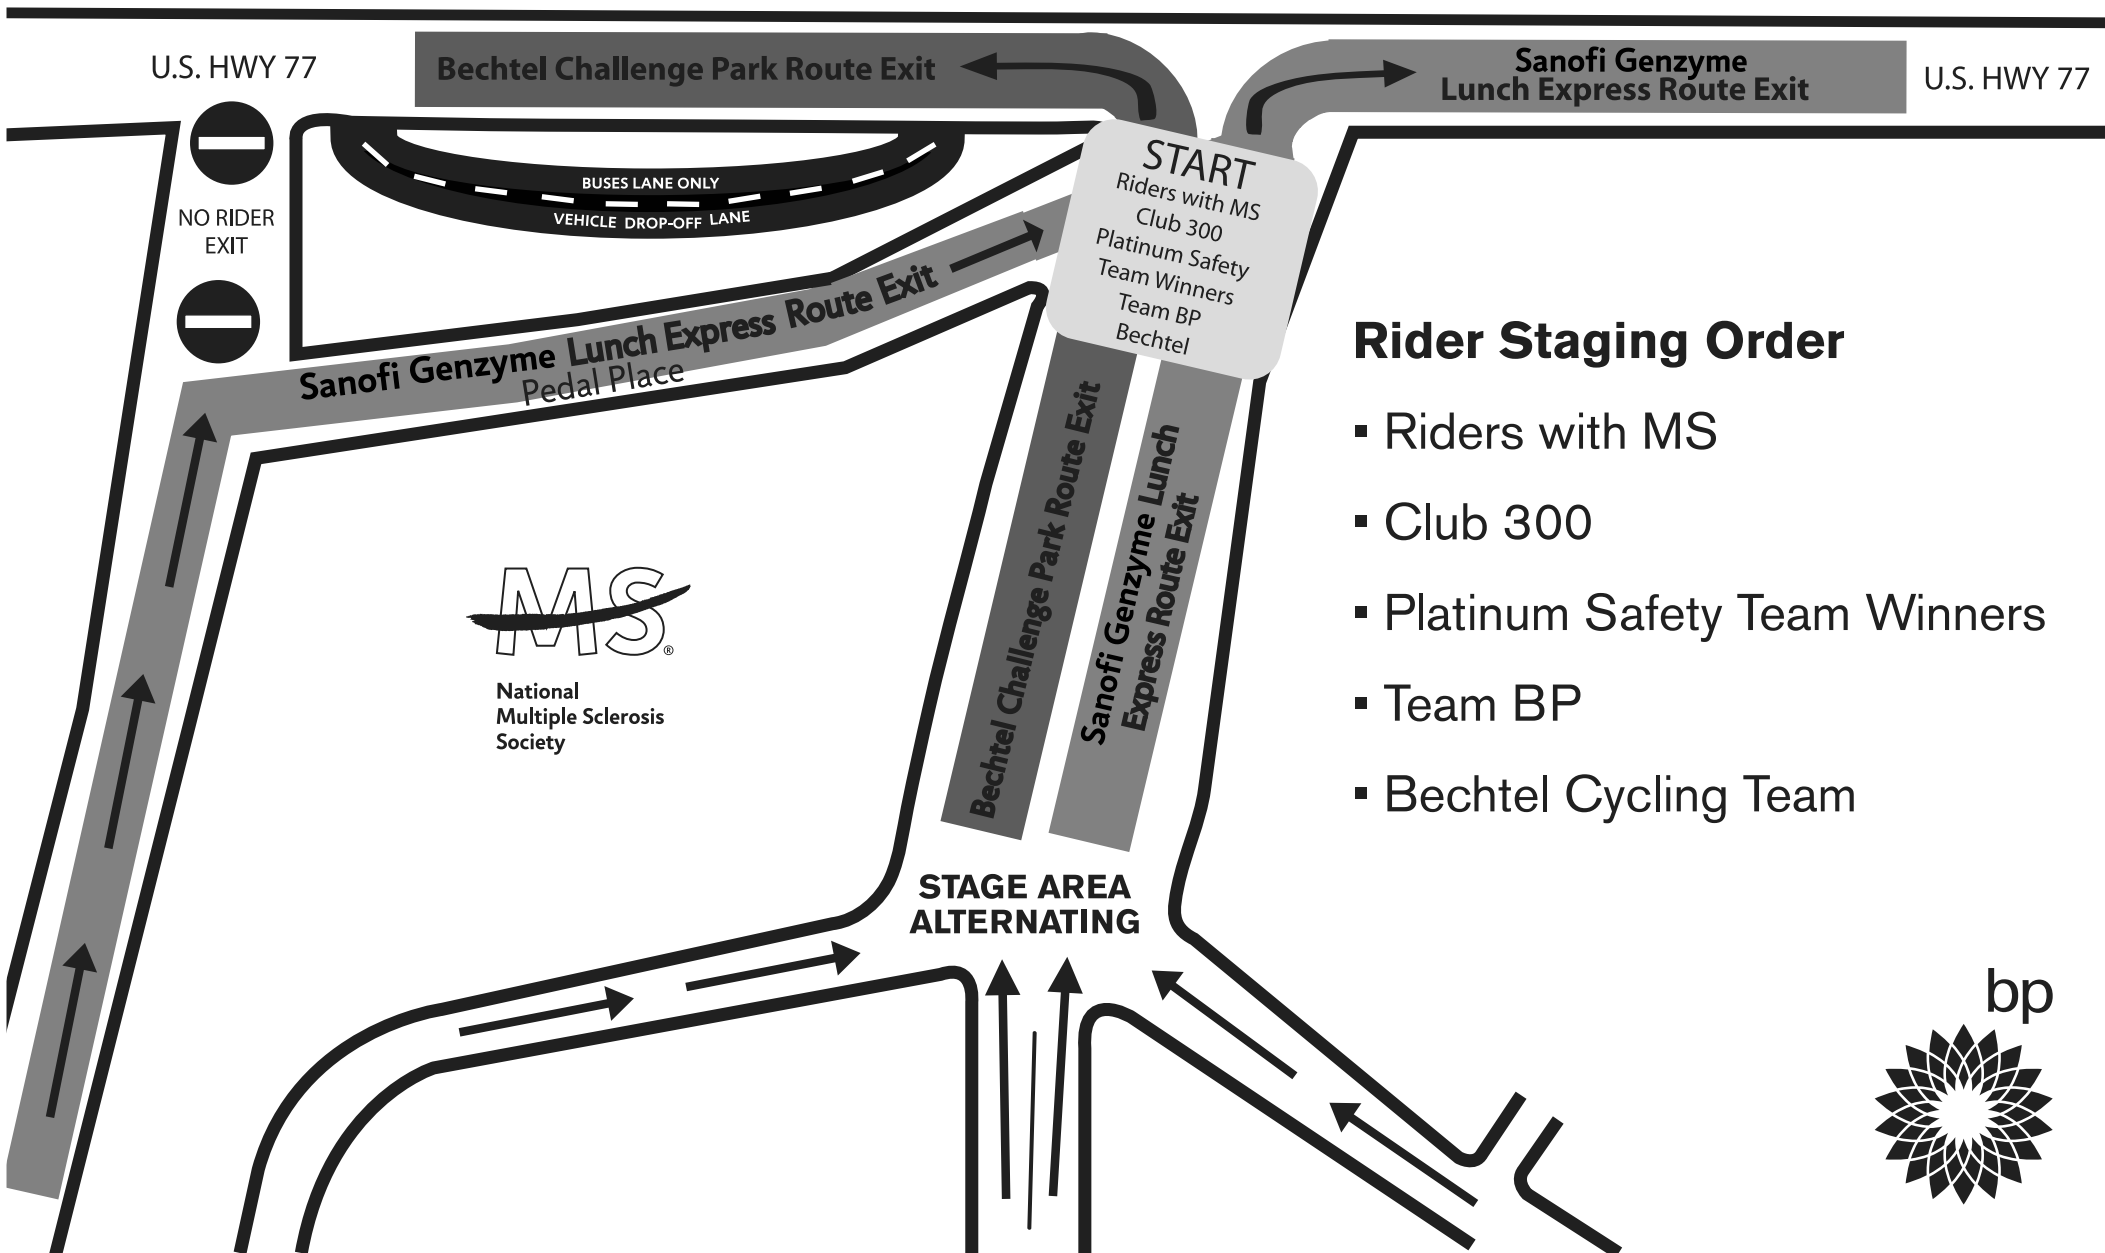 U.S. HWY 77
Bechtel Challenge Park Route Exit
Sanofi Genzyme
Lunch Express Route Exit
U.S. HWY 77
NO RIDER
EXIT
BUSES LANE ONLY
VEHICLE DROP-OFF LANE
START
Riders with MS
Club 300
Platinum Safety
Team Winners
Team BP
Bechtel
Sanofi Genzyme Lunch Express Route Exit
Pedal Place
Rider Staging Order
▪ Riders with MS
▪ Club 300
▪ Platinum Safety Team Winners
▪ Team BP
▪ Bechtel Cycling Team
Bechtel Challenge Park Route Exit
Sanofi Genzyme Lunch
Express Route Exit
MS®
National
Multiple Sclerosis
Society
STAGE AREA
ALTERNATING
bp